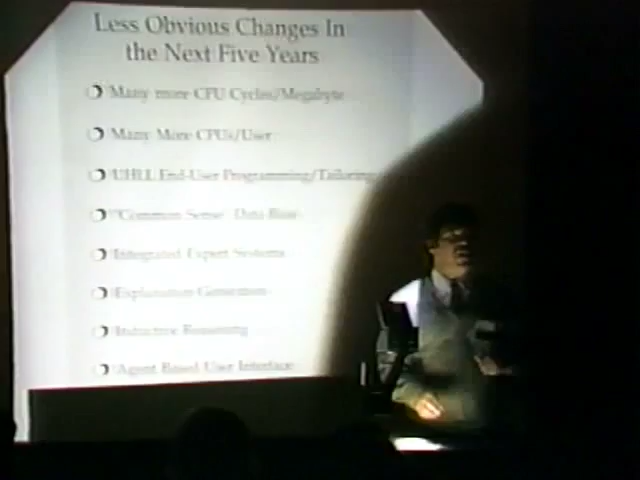 Less Obvious Changes In
the Next Five Years
Many more CPU Cycles/Megabyte
Many More CPUs/User
UHLL End-User Programming/Tailoring
"Common Sense" Data Base
Integrated Expert Systems
Explanation Generation
Inductive Reasoning
Agent Based User Interface